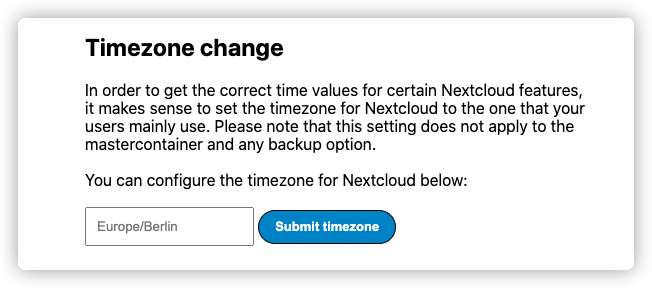 Timezone change
In order to get the correct time values for certain Nextcloud features,
it makes sense to set the timezone for Nextcloud to the one that your
users mainly use. Please note that this setting does not apply to the
mastercontainer and any backup option.
You can configure the timezone for Nextcloud below:
Europe/Berlin Submit timezone